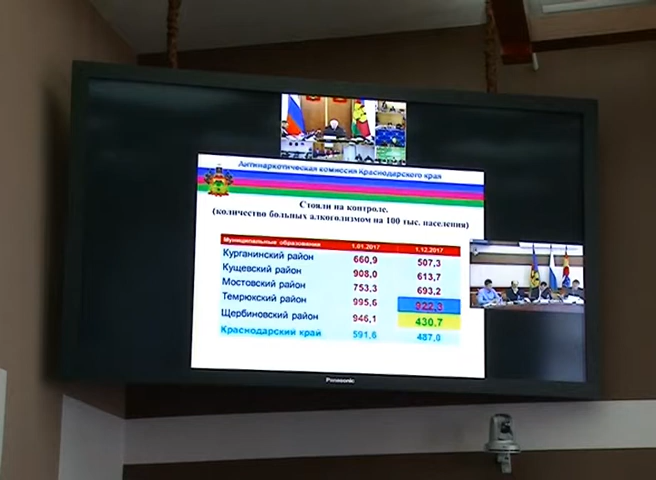 Антинаркотическая комиссия Краснодарского края
Стояли на контроле.
(количество больных алкоголизмом на 100 тыс. населения)
Муниципальные образования 1.01.2017 1.12.2017
Курганинский район 660,9 507,3
Кущевский район 908,0 613,7
Мостовский район 753,3 693,2
Темрюкский район 995,6 822,3
Щербиновский район 946,1 430,7
Краснодарский край 591,6 487,0
Panasonic